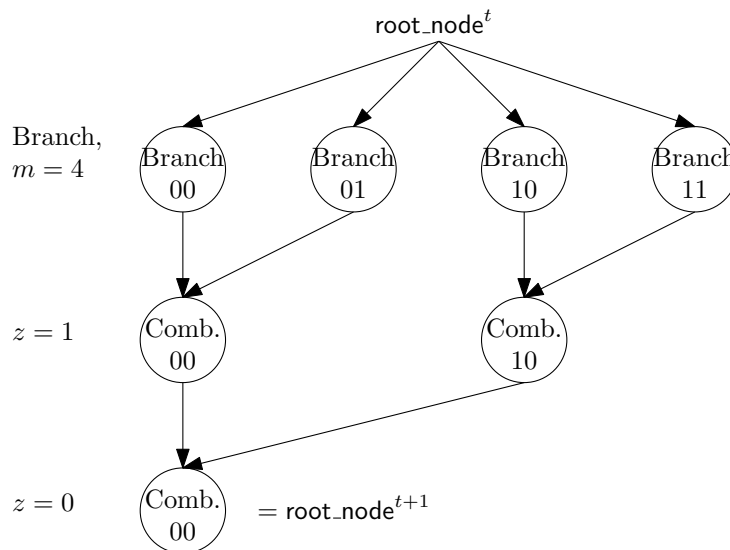 root_node^t
Branch,
m = 4
Branch
00
Branch
01
Branch
10
Branch
11
z = 1
Comb.
00
Comb.
10
z = 0
Comb.
00
= root_node^{t+1}